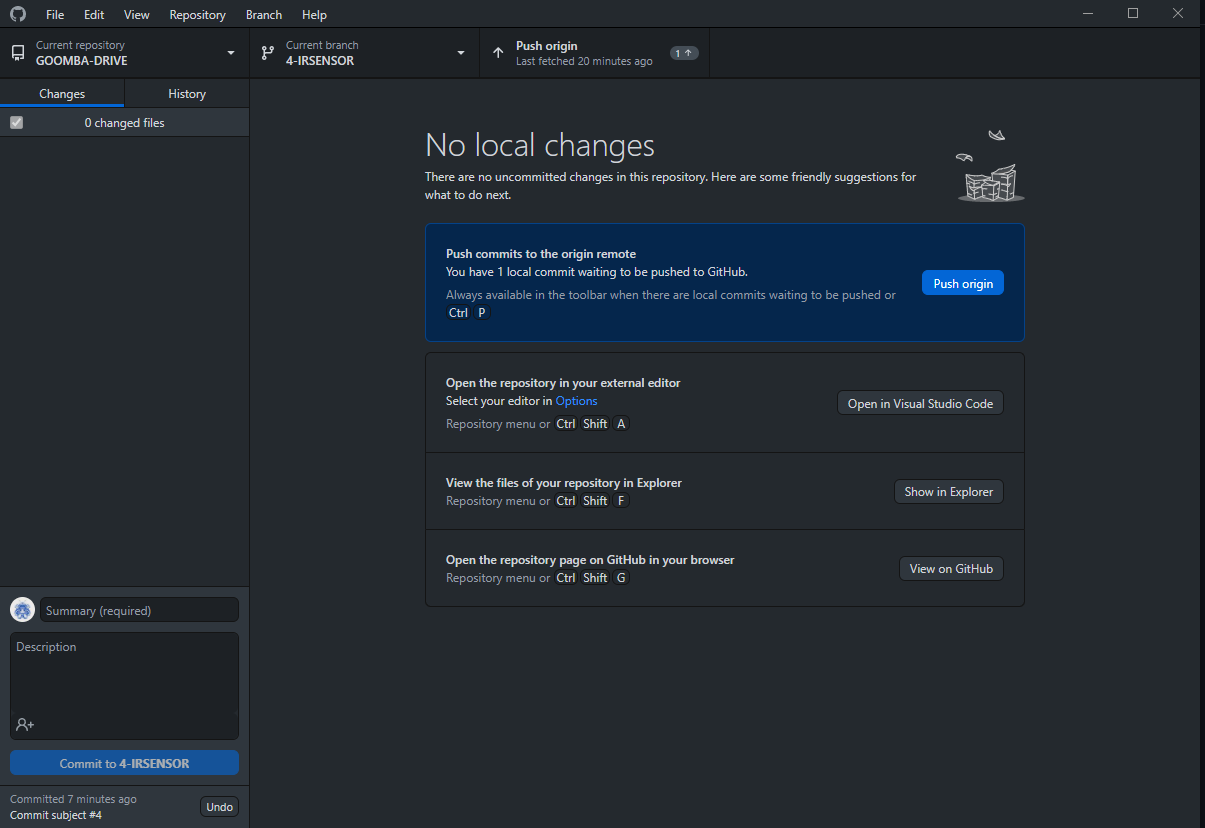 File Edit View Repository Branch Help
Current repository
GOOMBA-DRIVE
Current branch
4-IRSENSOR
Push origin
Last fetched 20 minutes ago
1
Changes
History
0 changed files
No local changes
There are no uncommitted changes in this repository. Here are some friendly suggestions for
what to do next.
Push commits to the origin remote
You have 1 local commit waiting to be pushed to GitHub.
Always available in the toolbar when there are local commits waiting to be pushed or
Ctrl P
Push origin
Open the repository in your external editor
Select your editor in Options
Repository menu or Ctrl Shift A
Open in Visual Studio Code
View the files of your repository in Explorer
Repository menu or Ctrl Shift F
Show in Explorer
Open the repository page on GitHub in your browser
Repository menu or Ctrl Shift G
View on GitHub
Summary (required)
Description
Commit to 4-IRSENSOR
Committed 7 minutes ago
Commit subject #4
Undo